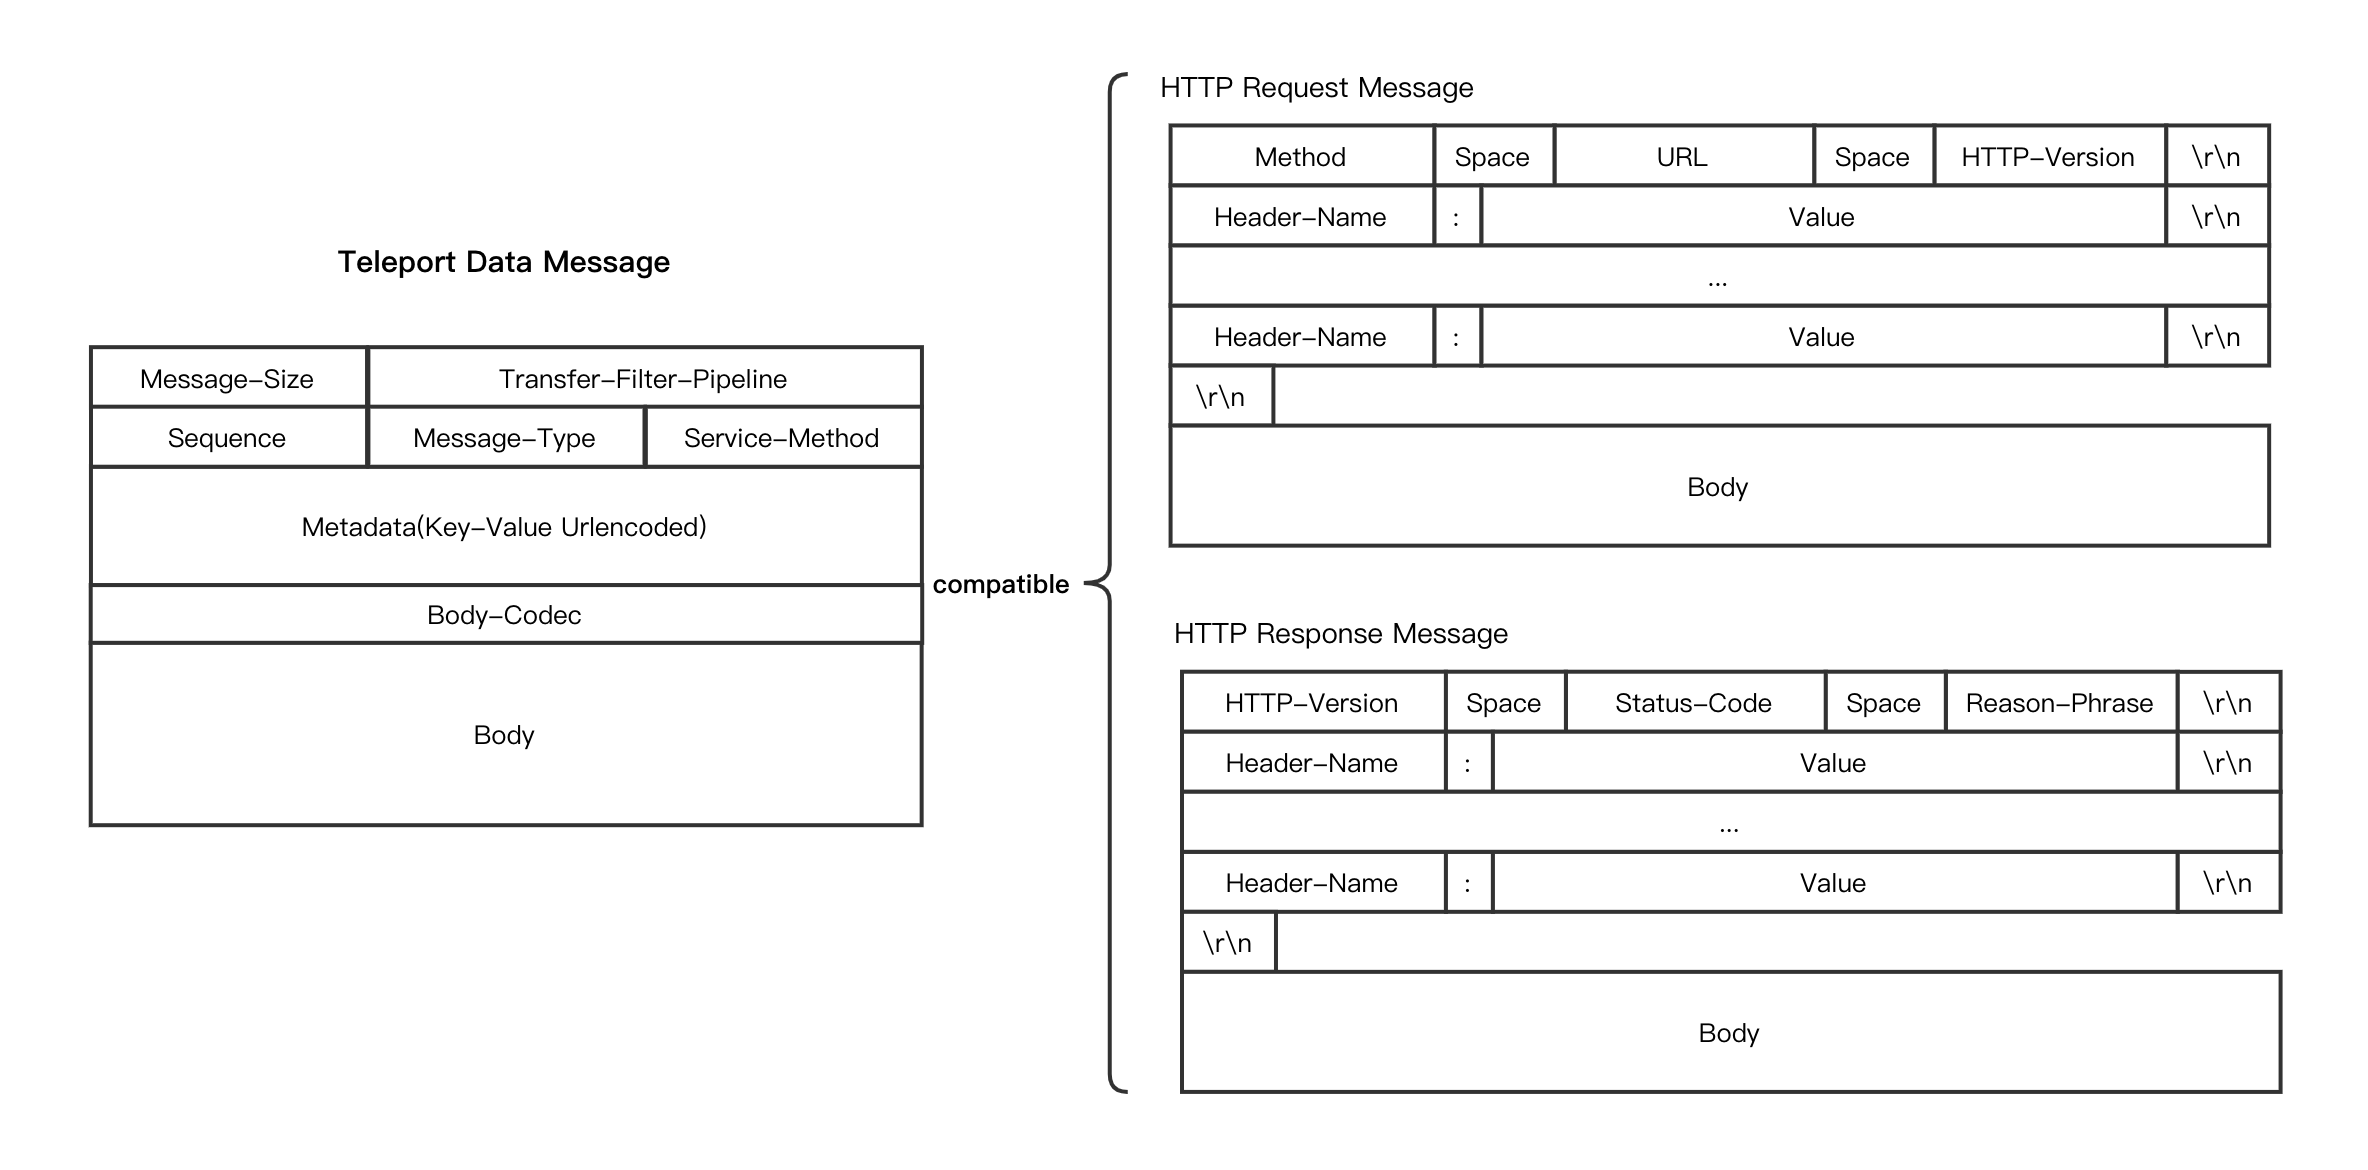 Teleport Data Message
Message–Size Transfer–Filter–Pipeline
Sequence Message–Type Service–Method
Metadata(Key–Value Urlencoded)
Body–Codec
Body
compatible
HTTP Request Message
Method Space URL Space HTTP–Version \r\n
Header–Name : Value \r\n
...
Header–Name : Value \r\n
\r\n
Body
HTTP Response Message
HTTP–Version Space Status–Code Space Reason–Phrase \r\n
Header–Name : Value \r\n
...
Header–Name : Value \r\n
\r\n
Body